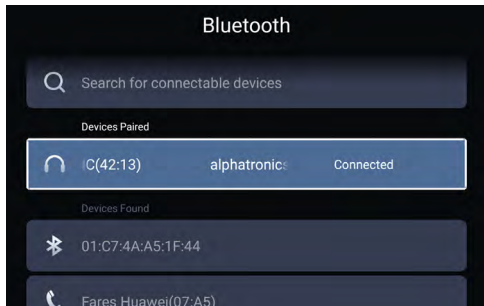 Bluetooth
Search for connectable devices
Devices Paired
C(42:13) alphatronics Connected
Devices Found
01:C7:4A:A5:1F:44
Fares Huawei(07:A5)